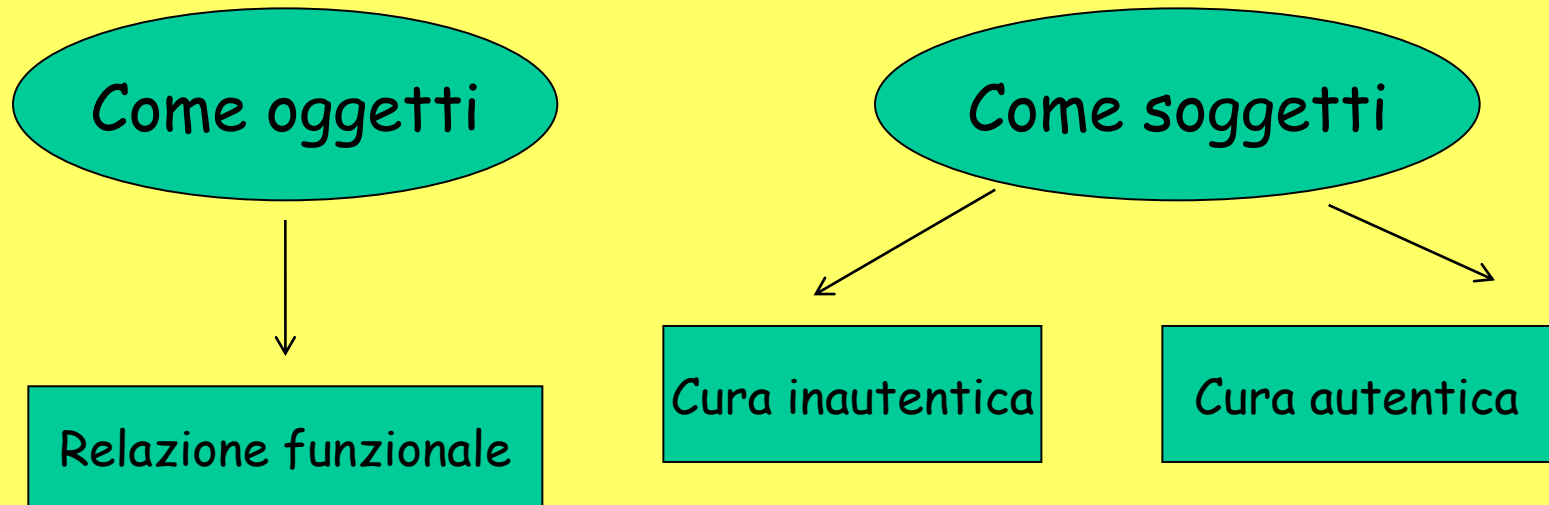 Come oggetti
Come soggetti
Relazione funzionale
Cura inautentica
Cura autentica